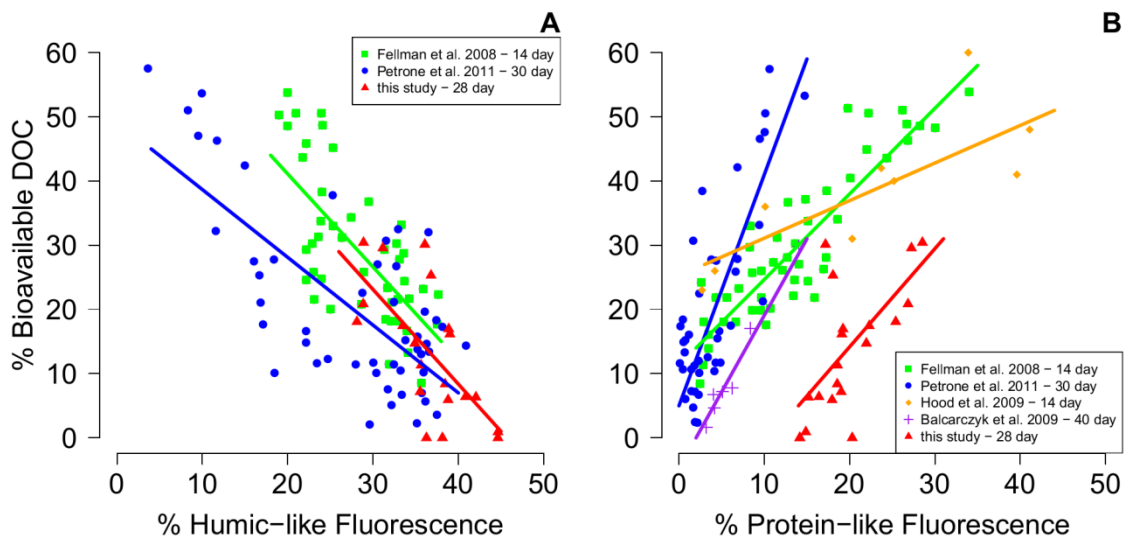 A
B
Fellman et al. 2008 − 14 day
Petrone et al. 2011 − 30 day
this study − 28 day
% Bioavailable DOC
60
50
40
30
20
10
0
0 10 20 30 40 50
% Humic−like Fluorescence
60
50
40
30
20
10
0
Fellman et al. 2008 − 14 day
Petrone et al. 2011 − 30 day
Hood et al. 2009 − 14 day
Balcarczyk et al. 2009 − 40 day
this study − 28 day
0 10 20 30 40 50
% Protein−like Fluorescence